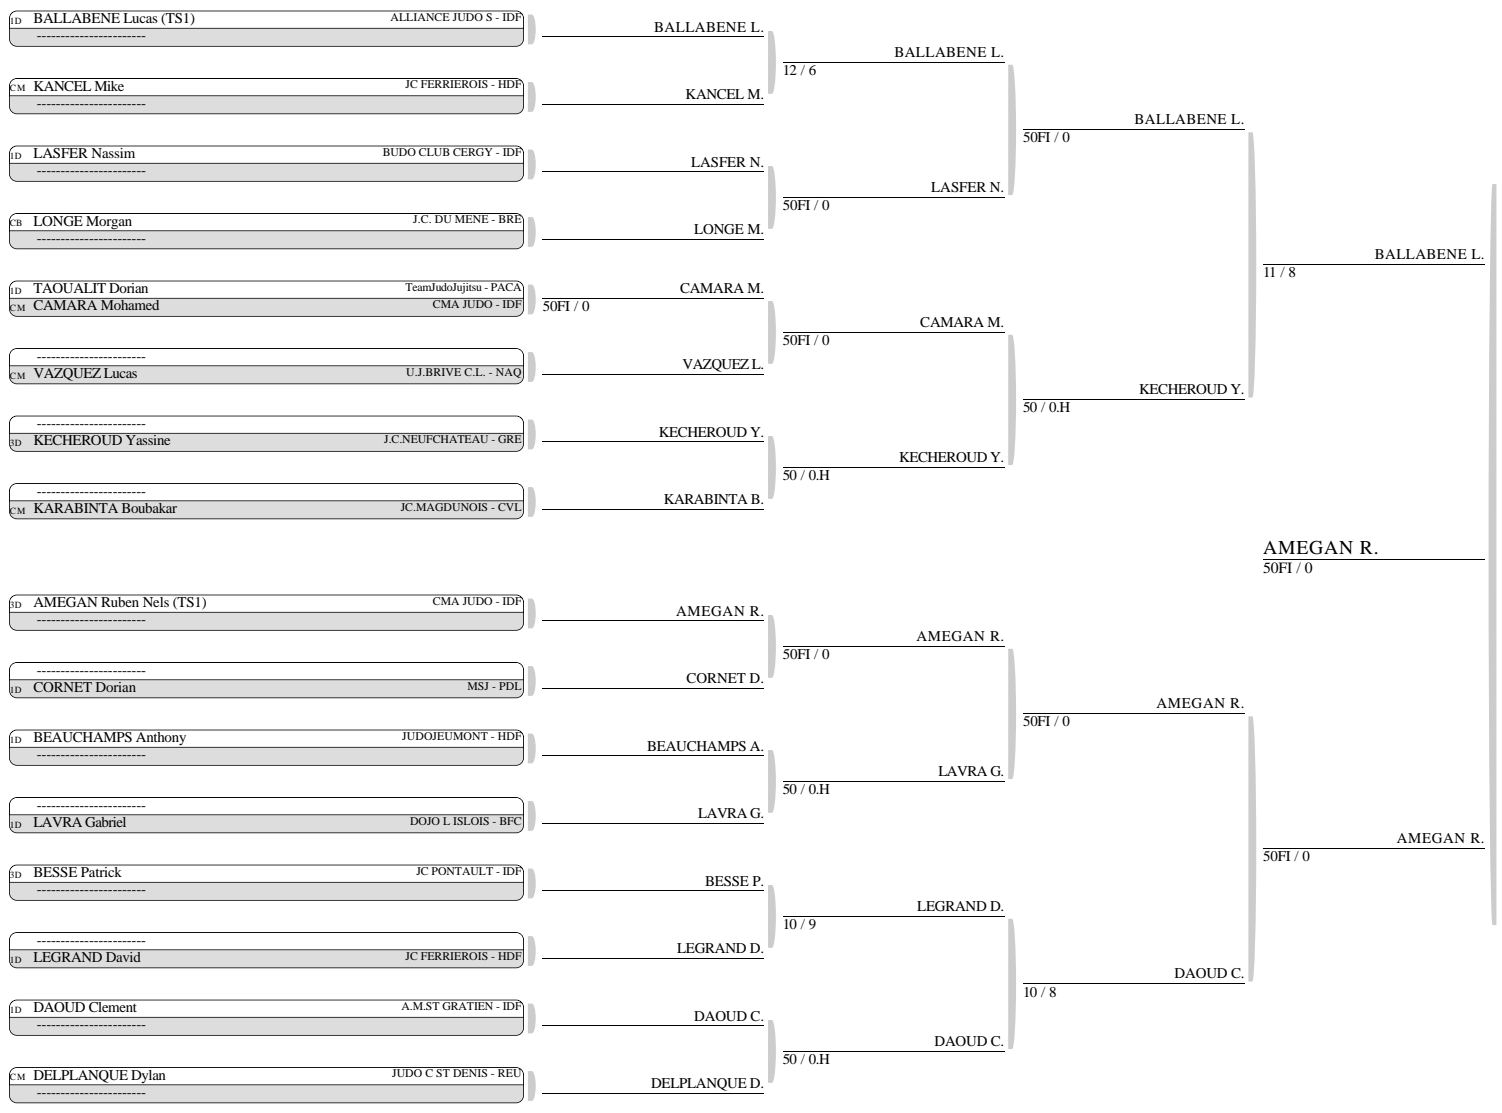 1D BALLABENE Lucas (TS1) ALLIANCE JUDO S - IDF
-----------------------
CM KANCEL Mike JC FERRIEROIS - HDF
-----------------------
1D LASFER Nassim BUDO CLUB CERGY - IDF
-----------------------
CB LONGE Morgan J.C. DU MENE - BRE
-----------------------
1D TAOUALIT Dorian TeamJudoJujitsu - PACA
CM CAMARA Mohamed CMA JUDO - IDF
-----------------------
CM VAZQUEZ Lucas U.J.BRIVE C.L. - NAQ
-----------------------
3D KECHEROUD Yassine J.C.NEUFCHATEAU - GRE
-----------------------
CM KARABINTA Boubakar JC.MAGDUNOIS - CVL
3D AMEGAN Ruben Nels (TS1) CMA JUDO - IDF
-----------------------
-----------------------
1D CORNET Dorian MSJ - PDL
1D BEAUCHAMPS Anthony JUDOJEUMONT - HDF
-----------------------
-----------------------
1D LAVRA Gabriel DOJO L ISLOIS - BFC
3D BESSE Patrick JC PONTAULT - IDF
-----------------------
-----------------------
1D LEGRAND David JC FERRIEROIS - HDF
1D DAOUD Clement A.M.ST GRATIEN - IDF
-----------------------
CM DELPLANQUE Dylan JUDO C ST DENIS - REU
-----------------------
BALLABENE L.
KANCEL M.
LASFER N.
LONGE M.
CAMARA M.
50FI / 0
VAZQUEZ L.
KECHEROUD Y.
KARABINTA B.
AMEGAN R.
CORNET D.
BEAUCHAMPS A.
LAVRA G.
BESSE P.
LEGRAND D.
DAOUD C.
DELPLANQUE D.
BALLABENE L.
12 / 6
LASFER N.
50FI / 0
CAMARA M.
50FI / 0
KECHEROUD Y.
50 / 0.H
AMEGAN R.
50FI / 0
LAVRA G.
50 / 0.H
LEGRAND D.
10 / 9
DAOUD C.
50 / 0.H
BALLABENE L.
50FI / 0
KECHEROUD Y.
50 / 0.H
AMEGAN R.
50FI / 0
DAOUD C.
10 / 8
BALLABENE L.
11 / 8
AMEGAN R.
50FI / 0
AMEGAN R.
50FI / 0